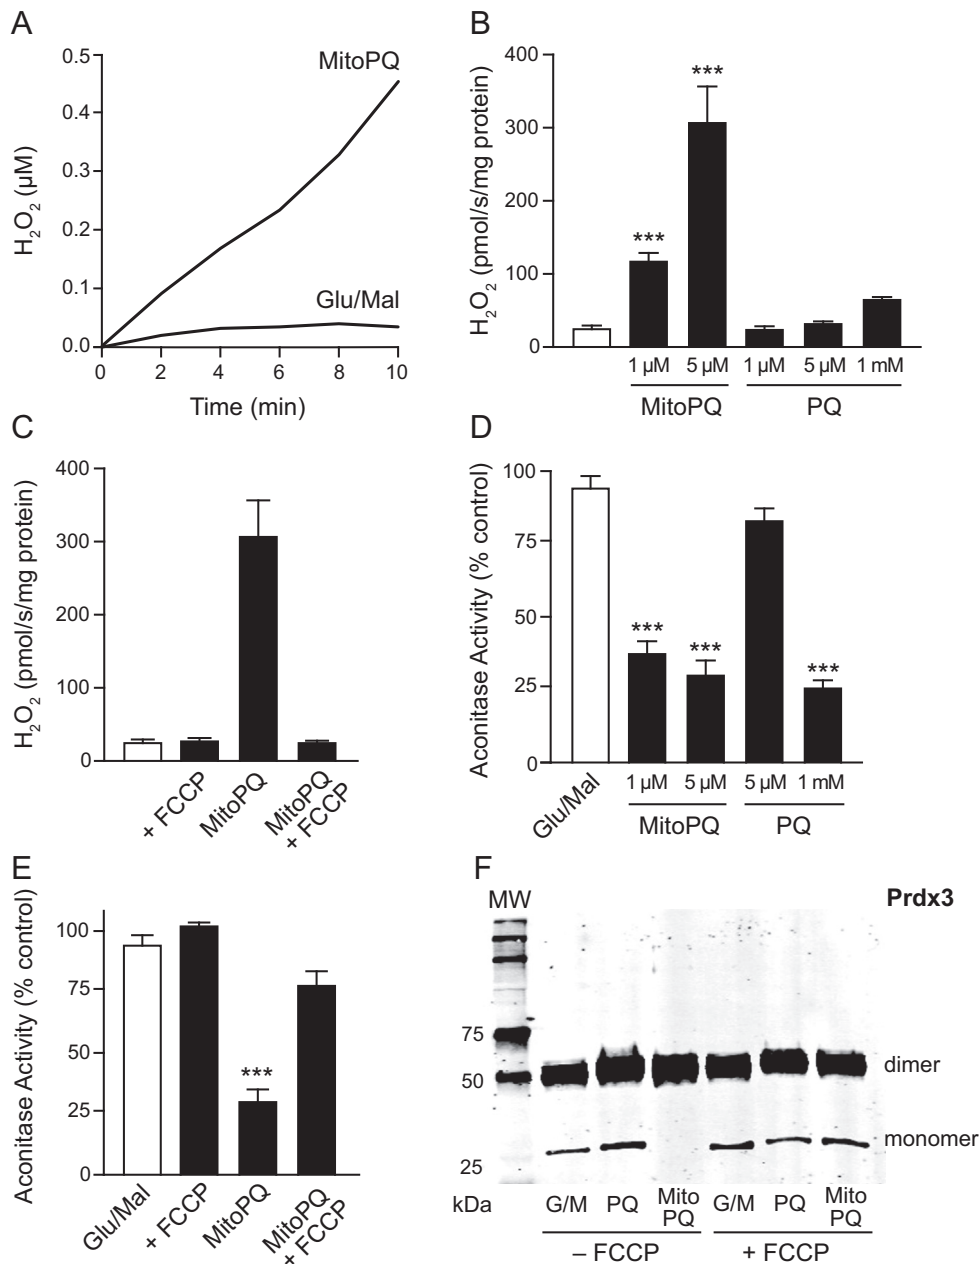 A
H₂O₂ (µM)
0.5
0.4
0.3
0.2
0.1
0.0
MitoPQ
Glu/Mal
0 2 4 6 8 10
Time (min)
B
H₂O₂ (pmol/s/mg protein)
400
300
200
100
0
***
***
1 µM 5 µM 1 µM 5 µM 1 mM
MitoPQ PQ
C
H₂O₂ (pmol/s/mg protein)
400
300
200
100
0
+ FCCP
MitoPQ
MitoPQ
+ FCCP
D
Aconitase Activity (% control)
100
75
50
25
0
*** *** ***
Glu/Mal
1 µM 5 µM 5 µM 1 mM
MitoPQ PQ
E
Aconitase Activity (% control)
100
75
50
25
0
***
Glu/Mal
+ FCCP
MitoPQ
MitoPQ
+ FCCP
F
MW Prdx3
75
50
25
kDa
dimer
monomer
G/M PQ Mito PQ G/M PQ Mito PQ
– FCCP + FCCP